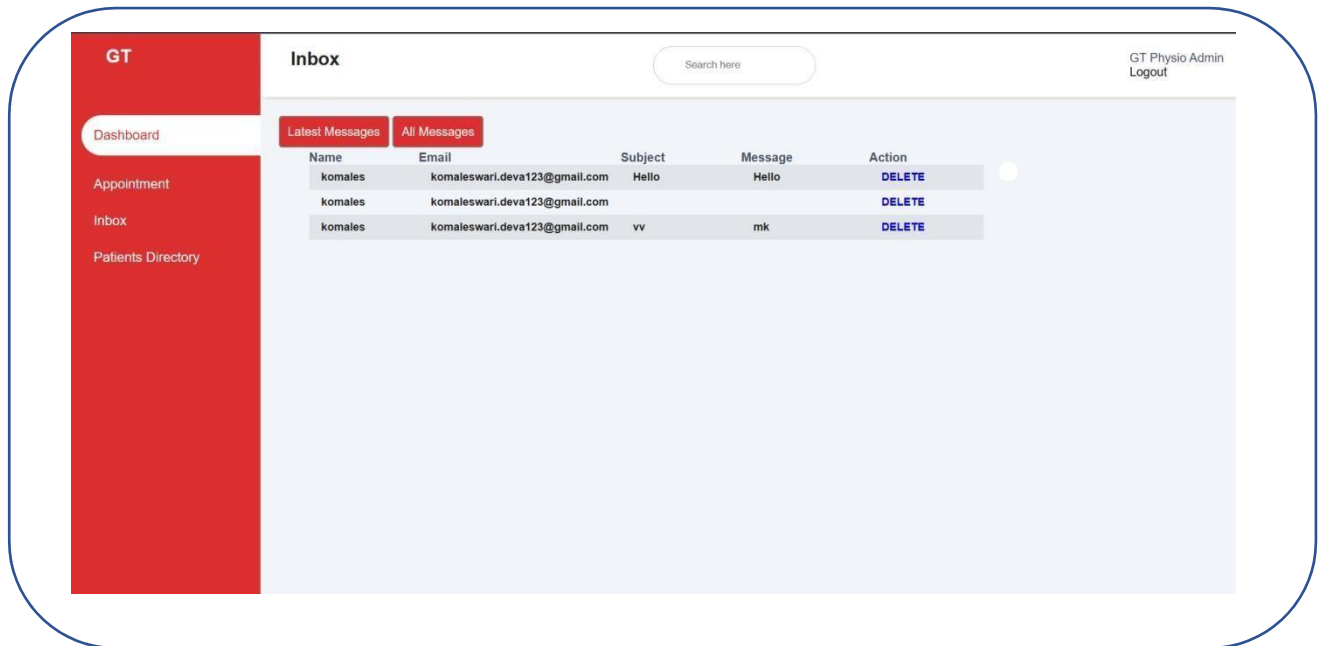 GT
Inbox
Search here
GT Physio Admin
Logout
Dashboard
Appointment
Inbox
Patients Directory
Latest Messages All Messages
Name Email Subject Message Action
komales komaleswari.deva123@gmail.com Hello Hello DELETE
komales komaleswari.deva123@gmail.com DELETE
komales komaleswari.deva123@gmail.com vv mk DELETE